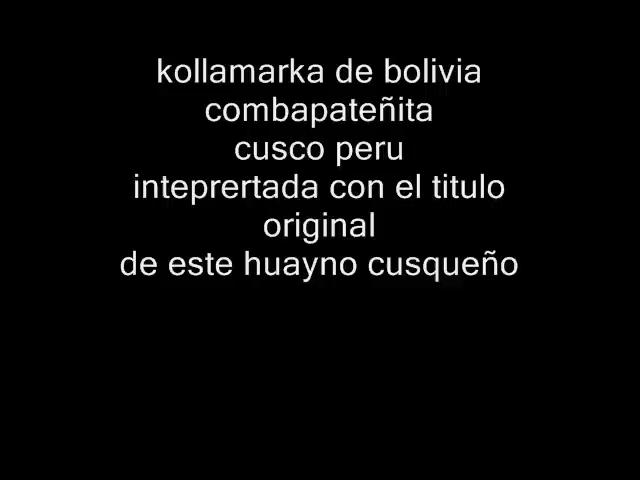 kollamarka de bolivia
combapateñita
cusco peru
inteprertada con el titulo
original
de este huayno cusqueño